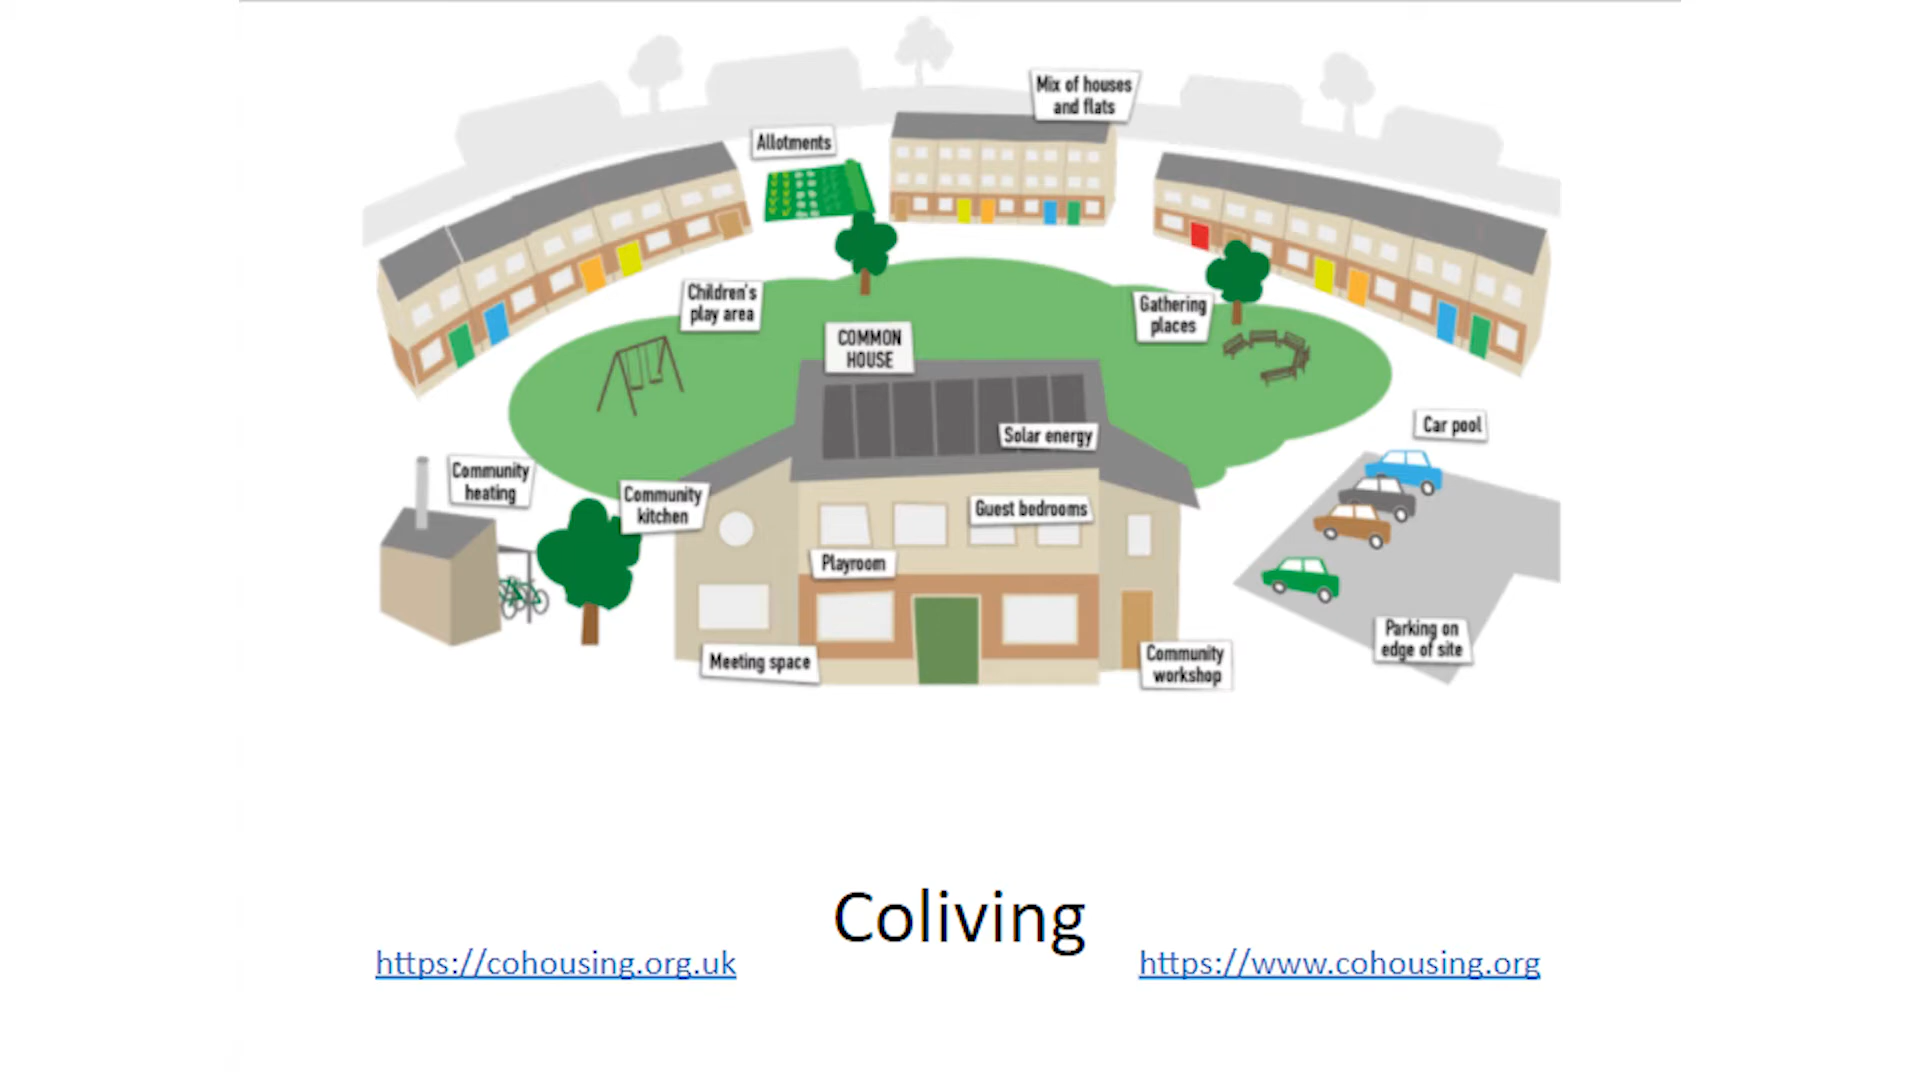 Mix of houses
and flats
Allotments
Children's
play area
Gathering
places
COMMON
HOUSE
Car pool
Solar energy
Community
heating
Community
kitchen
Guest bedrooms
Playroom
Parking on
edge of site
Meeting space
Community
workshop
Coliving
https://cohousing.org.uk
https://www.cohousing.org